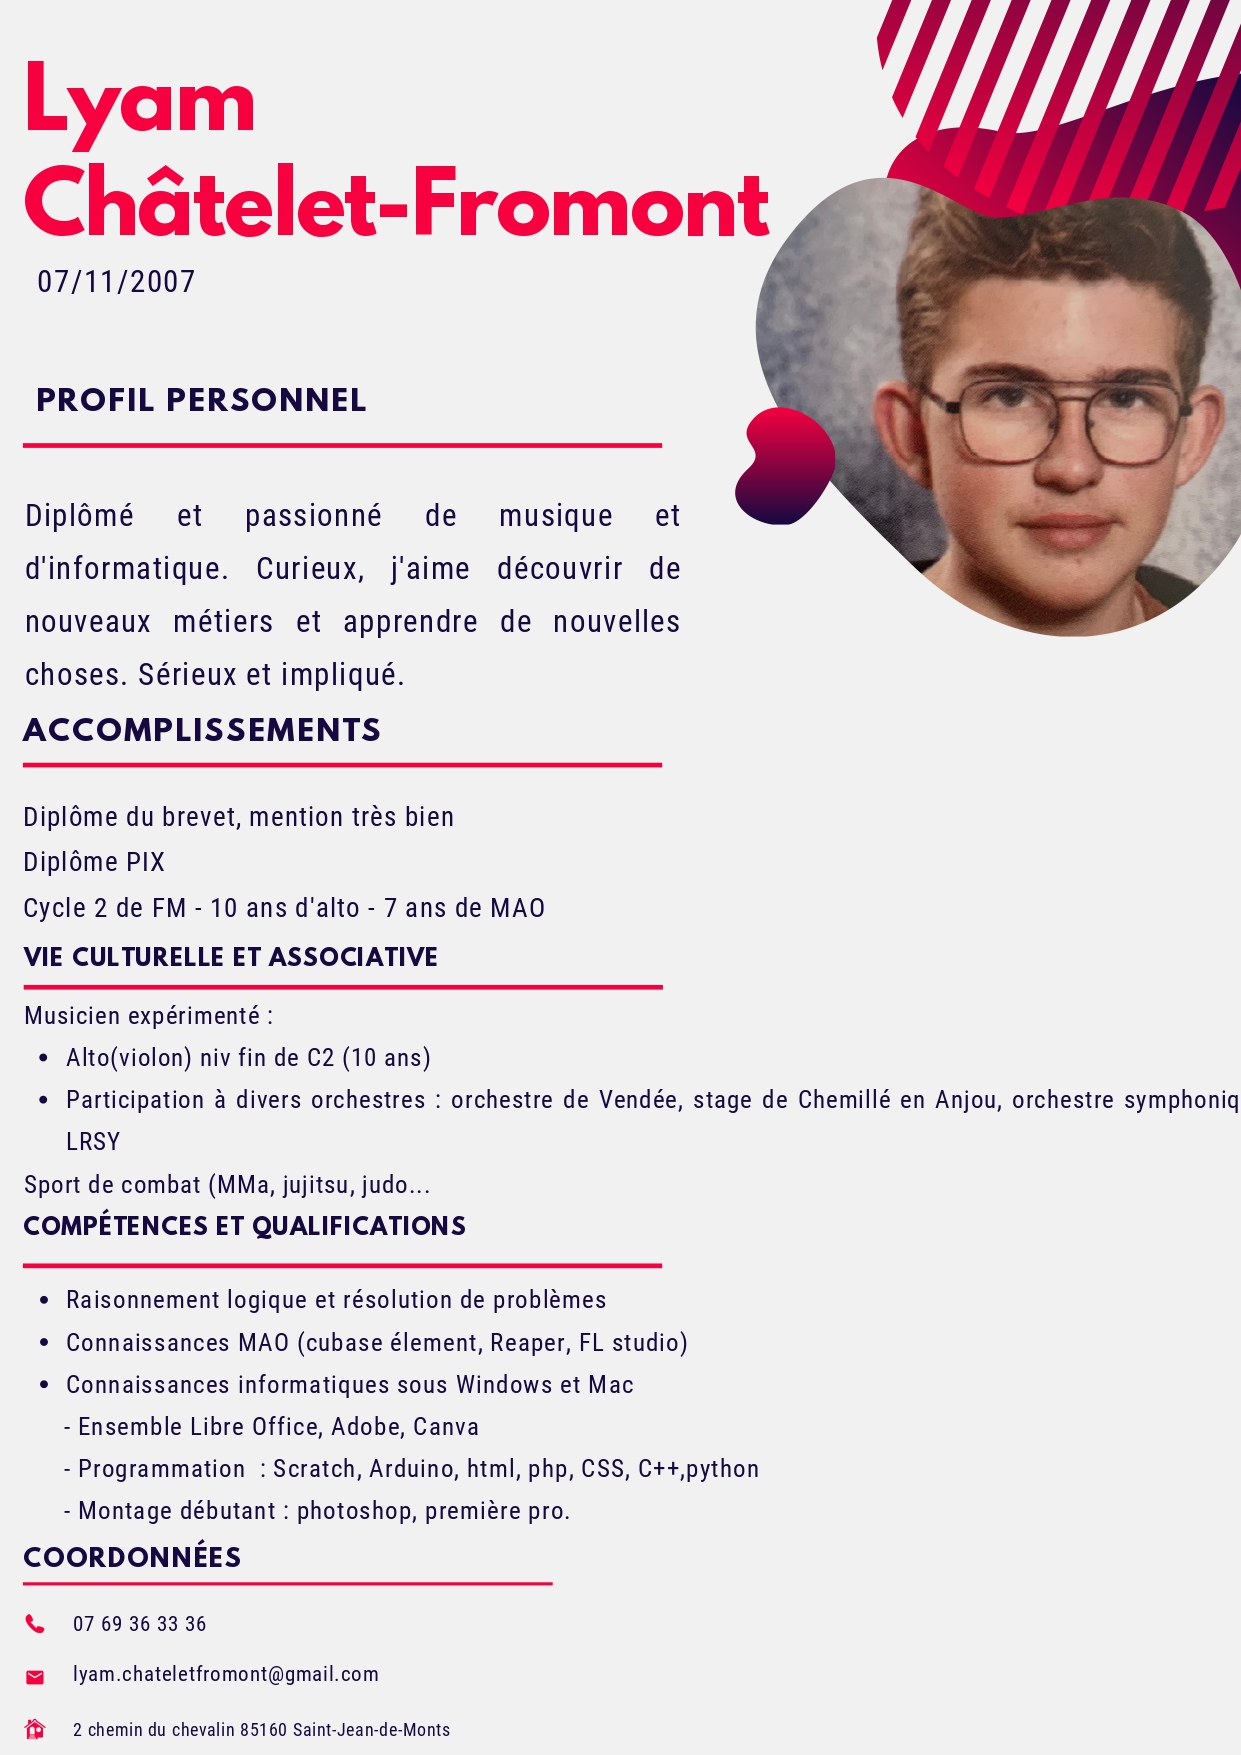 Lyam
Châtelet-Fromont
07/11/2007
PROFIL PERSONNEL
Diplômé et passionné de musique et
d'informatique. Curieux, j'aime découvrir de
nouveaux métiers et apprendre de nouvelles
choses. Sérieux et impliqué.
ACCOMPLISSEMENTS
Diplôme du brevet, mention très bien
Diplôme PIX
Cycle 2 de FM - 10 ans d'alto - 7 ans de MAO
VIE CULTURELLE ET ASSOCIATIVE
Musicien expérimenté :
• Alto(violon) niv fin de C2 (10 ans)
• Participation à divers orchestres : orchestre de Vendée, stage de Chemillé en Anjou, orchestre symphoniq
LRSY
Sport de combat (MMa, jujitsu, judo...
COMPÉTENCES ET QUALIFICATIONS
• Raisonnement logique et résolution de problèmes
• Connaissances MAO (cubase élement, Reaper, FL studio)
• Connaissances informatiques sous Windows et Mac
- Ensemble Libre Office, Adobe, Canva
- Programmation  : Scratch, Arduino, html, php, CSS, C++,python
- Montage débutant : photoshop, première pro.
COORDONNÉES
07 69 36 33 36
lyam.chateletfromont@gmail.com
2 chemin du chevalin 85160 Saint-Jean-de-Monts